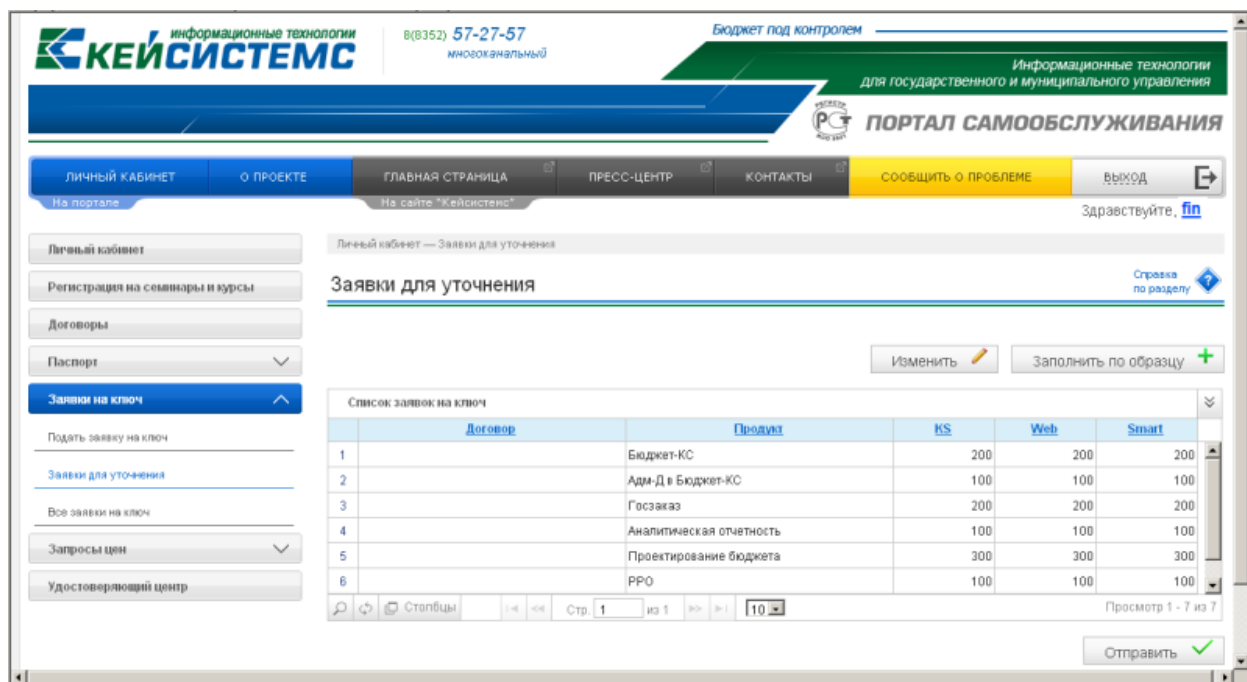 информационные технологии
КЕЙСИСТЕМС
8(8352) 57-27-57
многоканальный
Бюджет под контролем
Информационные технологии
для государственного и муниципального управления
РСТ
ПОРТАЛ САМООБСЛУЖИВАНИЯ
ЛИЧНЫЙ КАБИНЕТ
О ПРОЕКТЕ
ГЛАВНАЯ СТРАНИЦА
ПРЕСС-ЦЕНТР
КОНТАКТЫ
СООБЩИТЬ О ПРОБЛЕМЕ
ВЫХОД
На портале
На сайте "Кейсистемс"
Здравствуйте, fin
Личный кабинет
Регистрация на семинары и курсы
Договоры
Паспорт
Заявки на ключ
Подать заявку на ключ
Заявки для уточнения
Все заявки на ключ
Запросы цен
Удостоверяющий центр
Личный кабинет — Заявки для уточнения
Заявки для уточнения
Справка
по разделу
Изменить
Заполнить по образцу
Список заявок на ключ
Договор Продукт KS Web Smart
1 Бюджет-КС 200 200 200
2 Адм-Д в Бюджет-КС 100 100 100
3 Госзаказ 200 200 200
4 Аналитическая отчетность 100 100 100
5 Проектирование бюджета 300 300 300
6 РРО 100 100 100
Столбцы Стр. 1 из 1 10 Просмотр 1 - 7 из 7
Отправить